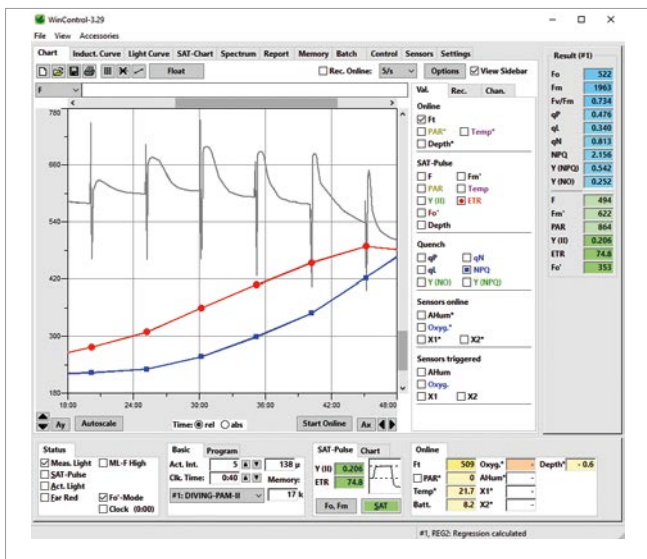 WinControl-3.29
File View Accessories
Chart Induct. Curve Light Curve SAT-Chart Spectrum Report Memory Batch Control Sensors Settings
Float Rec. Online: 5/s Options View Sidebar
F
Val. Rec. Chan.
Online
Ft
PAR* Temp*
Depth*
SAT-Pulse
F Fm'
PAR Temp
Y (II) ETR
Fo'
Depth
Quench
qP qN
qL NPQ
Y (NO) Y (NPQ)
Sensors online
AHum*
Oxyg.*
X1* X2*
Sensors triggered
AHum
Oxyg.
X1 X2
780
660
540
420
300
180
10:00 24:00 30:00 36:00 42:00 48:00
Ay Autoscale Time: rel abs Start Online Ax
Result (#1)
Fo 522
Fm 1963
Fv/Fm 0.734
qP 0.476
qL 0.340
qN 0.813
NPQ 2.156
Y (NPQ) 0.542
Y (NO) 0.252
F 494
Fm' 622
PAR 864
Y (II) 0.206
ETR 74.8
Fo' 353
Status
Meas. Light ML-F High
SAT-Pulse
Act. Light
Far Red Fo'-Mode
Clock (0:00)
Basic Program
Act. Int. 5 138 µ
Clk. Time: 0:40 Memory:
#1: DIVING-PAM-II 17 k
SAT-Pulse Chart
Y (II) 0.206
ETR 74.8
Fo, Fm SAT
Online
Ft 509 Oxyg.* - Depth* - 0.6
PAR* 0 AHum* -
Temp* 21.7 X1* -
Batt. 8.2 X2* -
#1, REG2: Regression calculated